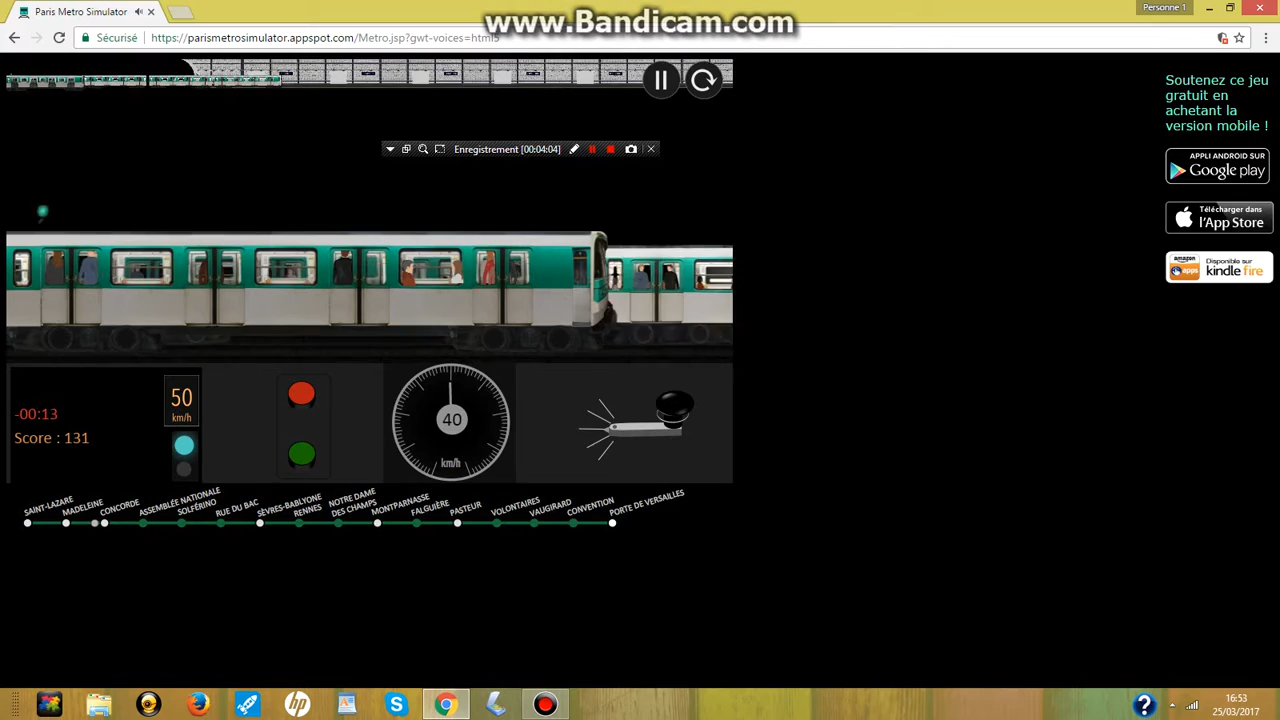 Paris Metro Simulator
www.Bandicam.com
Personne 1
Sécurisé
https://parismetrosimulator.appspot.com/Metro.jsp?gwt-voices=html5
Soutenez ce jeu
gratuit en
achetant la
version mobile !
Enregistrement [00:04:04]
APPLI ANDROID SUR
Google play
Télécharger dans
l'App Store
amazon
apps
Disponible sur
kindle fire
50
km/h
-00:13
Score : 131
40
km/h
SAINT-LAZARE
MADELEINE
CONCORDE
ASSEMBLÉE NATIONALE
SOLFÉRINO
RUE DU BAC
SÈVRES-BABLYONE
RENNES
NOTRE DAME
DES CHAMPS
MONTPARNASSE
FALGUIÈRE
PASTEUR
VOLONTAIRES
VAUGIRARD
CONVENTION
PORTE DE VERSAILLES
hp
16:53
25/03/2017